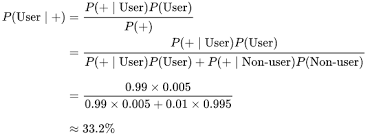 P(User | +) = P(+ | User)P(User) / P(+)
= P(+ | User)P(User) / P(+ | User)P(User) + P(+ | Non-user)P(Non-user)
= 0.99 × 0.005 / 0.99 × 0.005 + 0.01 × 0.995
≈ 33.2%